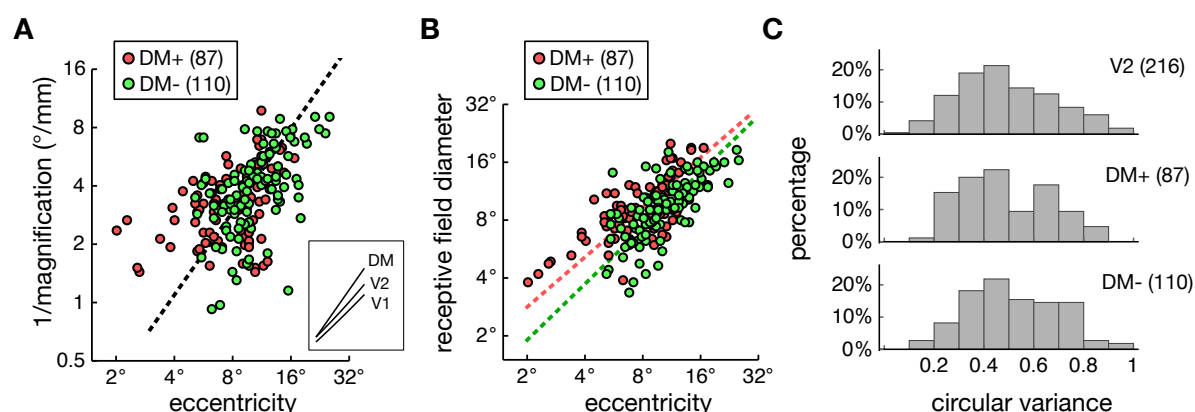 A
DM+ (87)
DM- (110)
1/magnification (°/mm)
16
8
4
2
1
0.5
2°
4°
8°
16°
32°
eccentricity
DM
V2
V1
B
DM+ (87)
DM- (110)
receptive field diameter
32°
16°
8°
4°
2°
2°
4°
8°
16°
32°
eccentricity
C
percentage
V2 (216)
20%
10%
0%
DM+ (87)
20%
10%
0%
DM- (110)
20%
10%
0%
0.2
0.4
0.6
0.8
1
circular variance